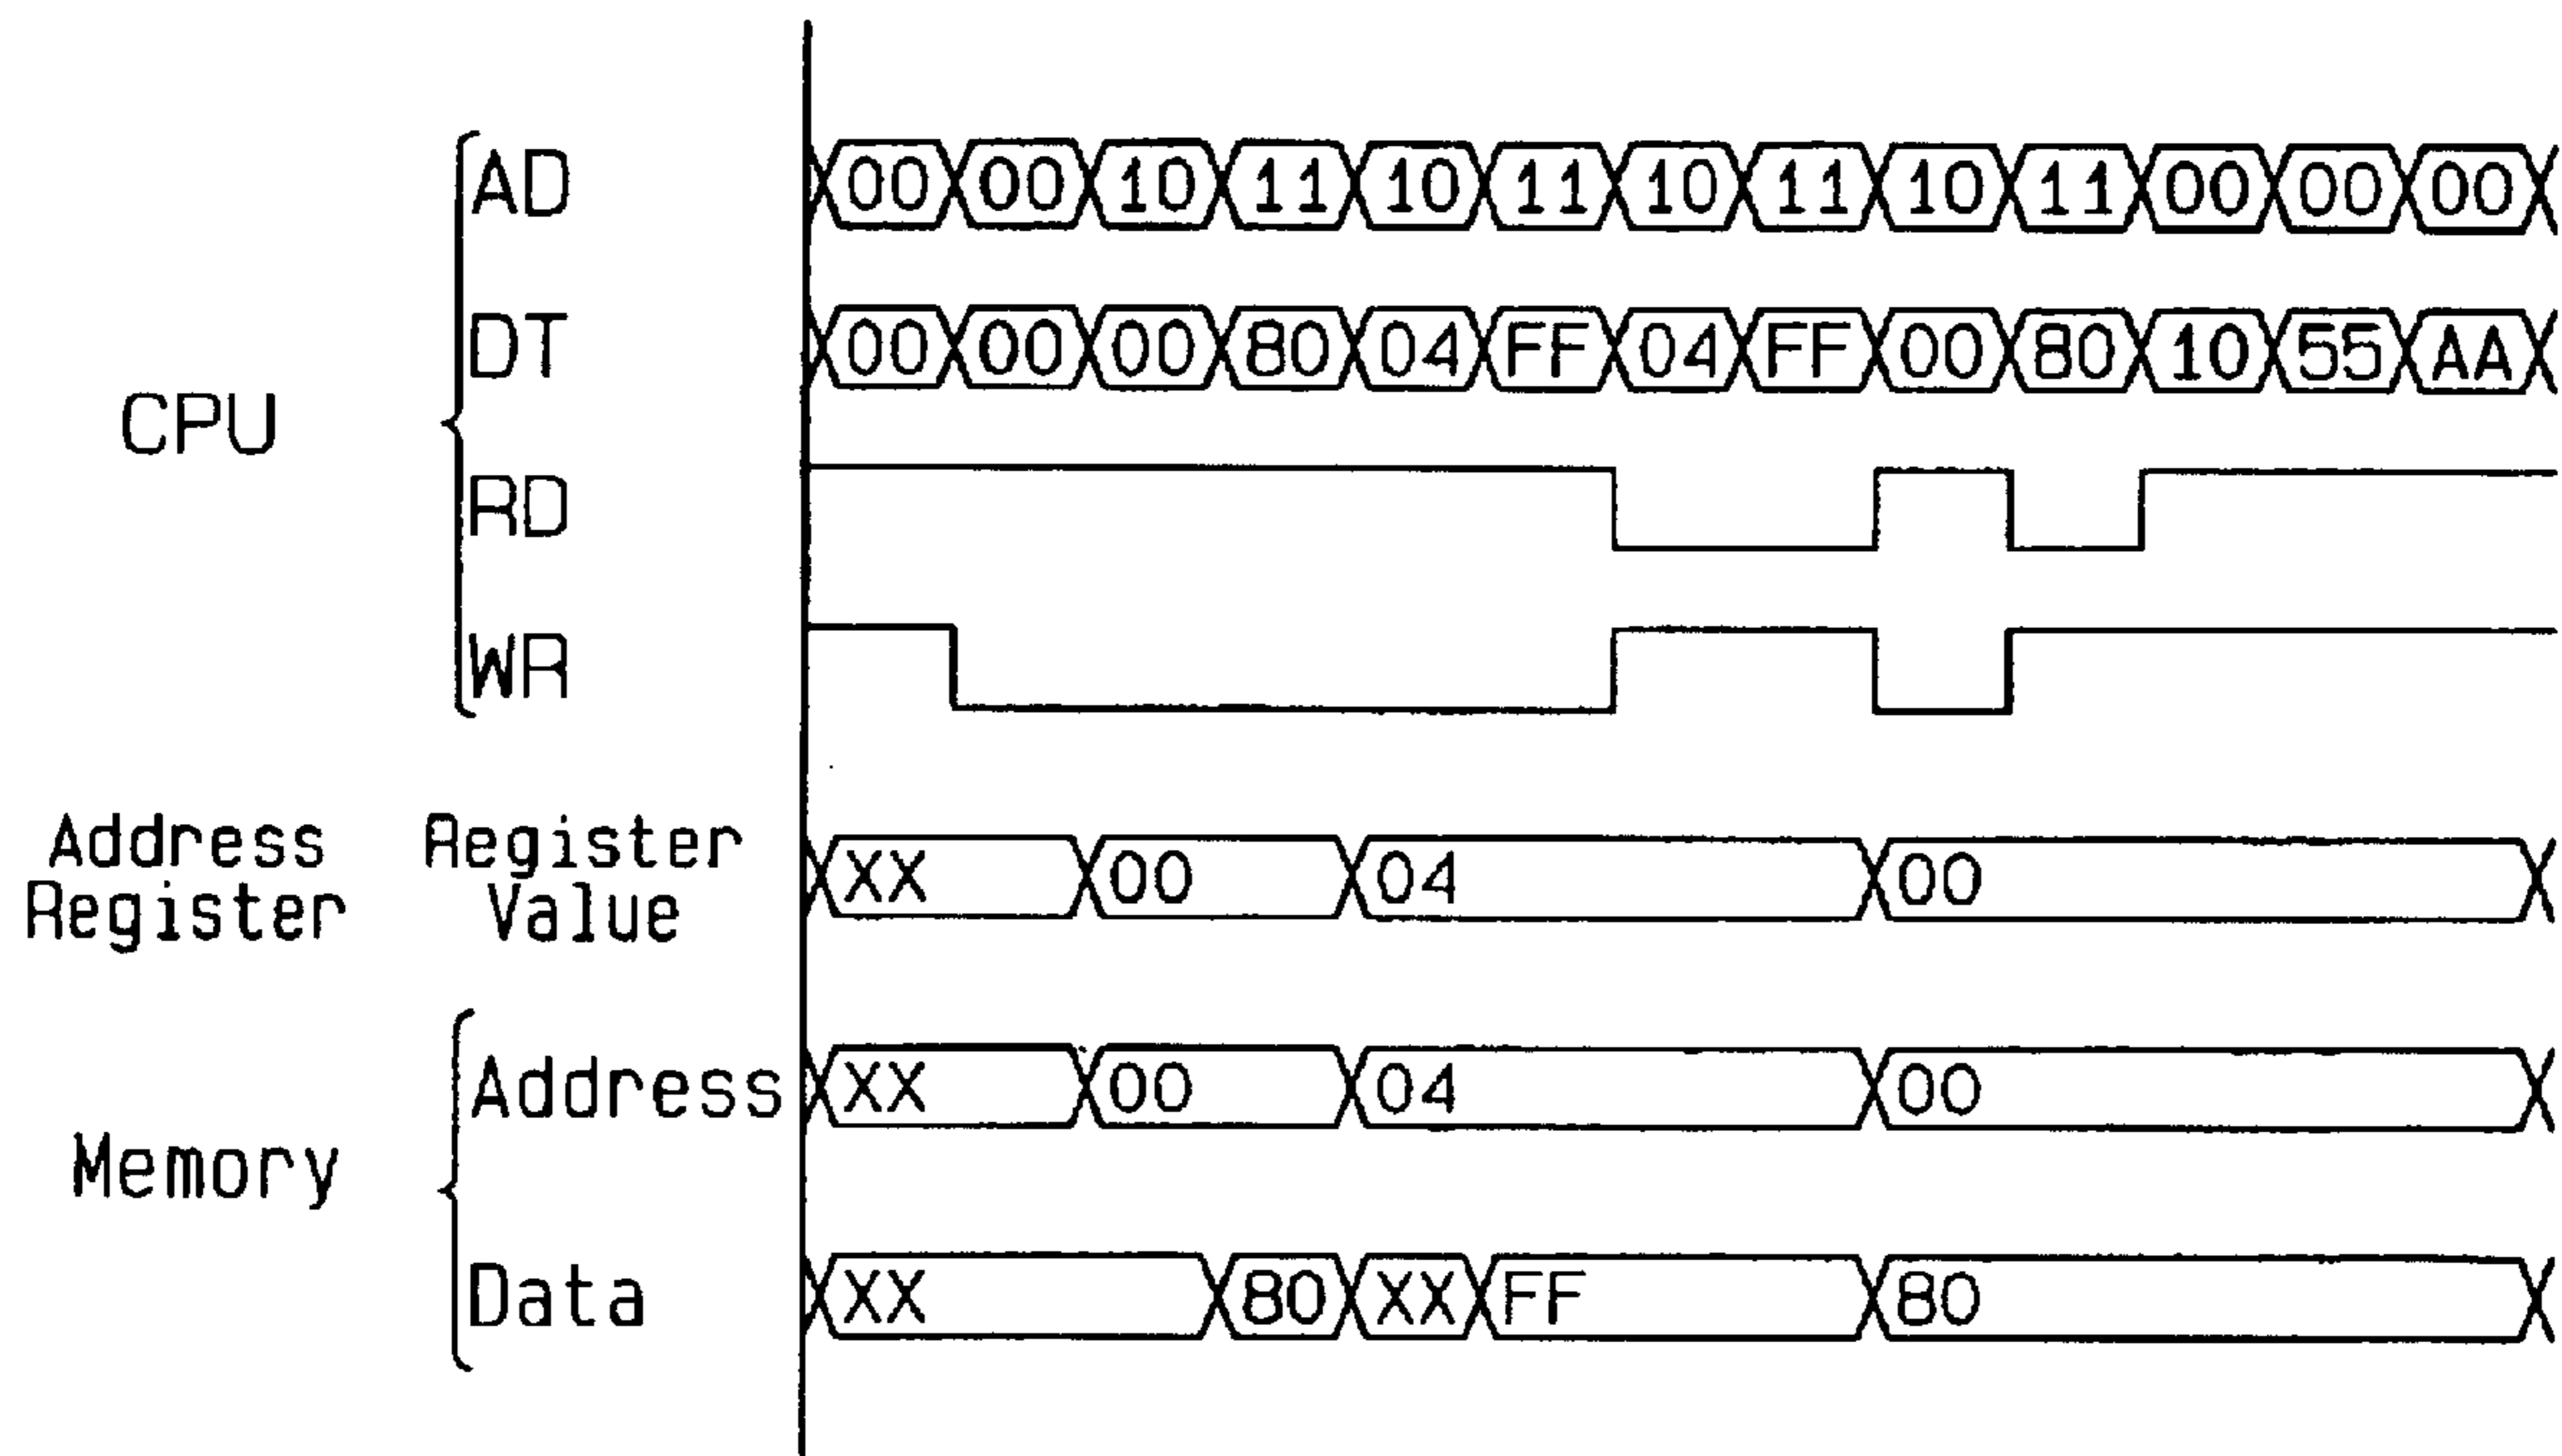 AD 00 00 10 11 10 11 10 11 10 11 00 00 00
DT 00 00 00 80 04 FF 04 FF 00 80 10 55 AA
CPU
RD
WR
Address Register
Register Value
XX 00 04 00
Memory
Address XX 00 04 00
Data XX 80 XX FF 80